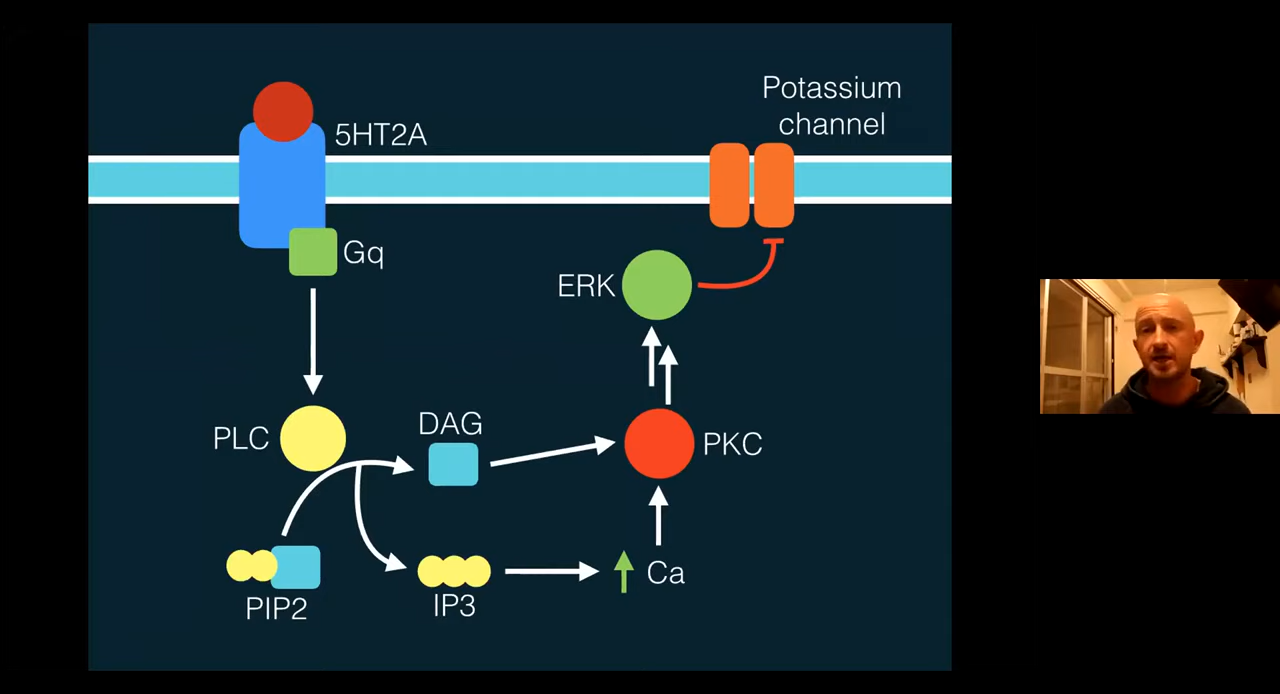 Potassium
channel
5HT2A
Gq
ERK
PLC
DAG
PKC
PIP2
IP3
Ca